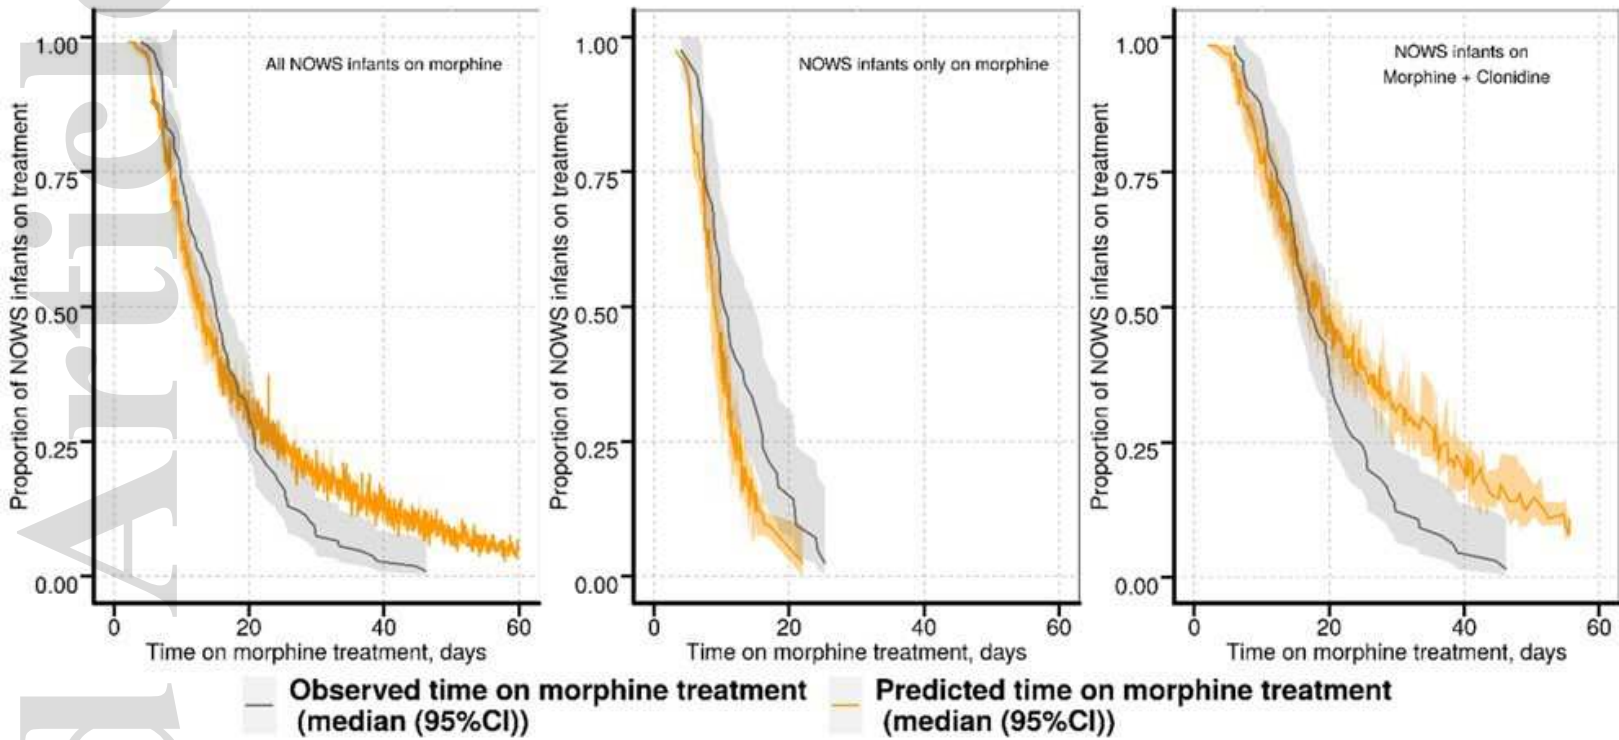 All NOWS infants on morphine
Proportion of NOWS infants on treatment
1.00
0.75
0.50
0.25
0.00
0 20 40 60
Time on morphine treatment, days
NOWS infants only on morphine
Proportion of NOWS infants on treatment
1.00
0.75
0.50
0.25
0.00
0 20 40 60
Time on morphine treatment, days
NOWS infants on
Morphine + Clonidine
Proportion of NOWS infants on treatment
1.00
0.75
0.50
0.25
0.00
0 20 40 60
Time on morphine treatment, days
Observed time on morphine treatment
(median (95%CI))
Predicted time on morphine treatment
(median (95%CI))